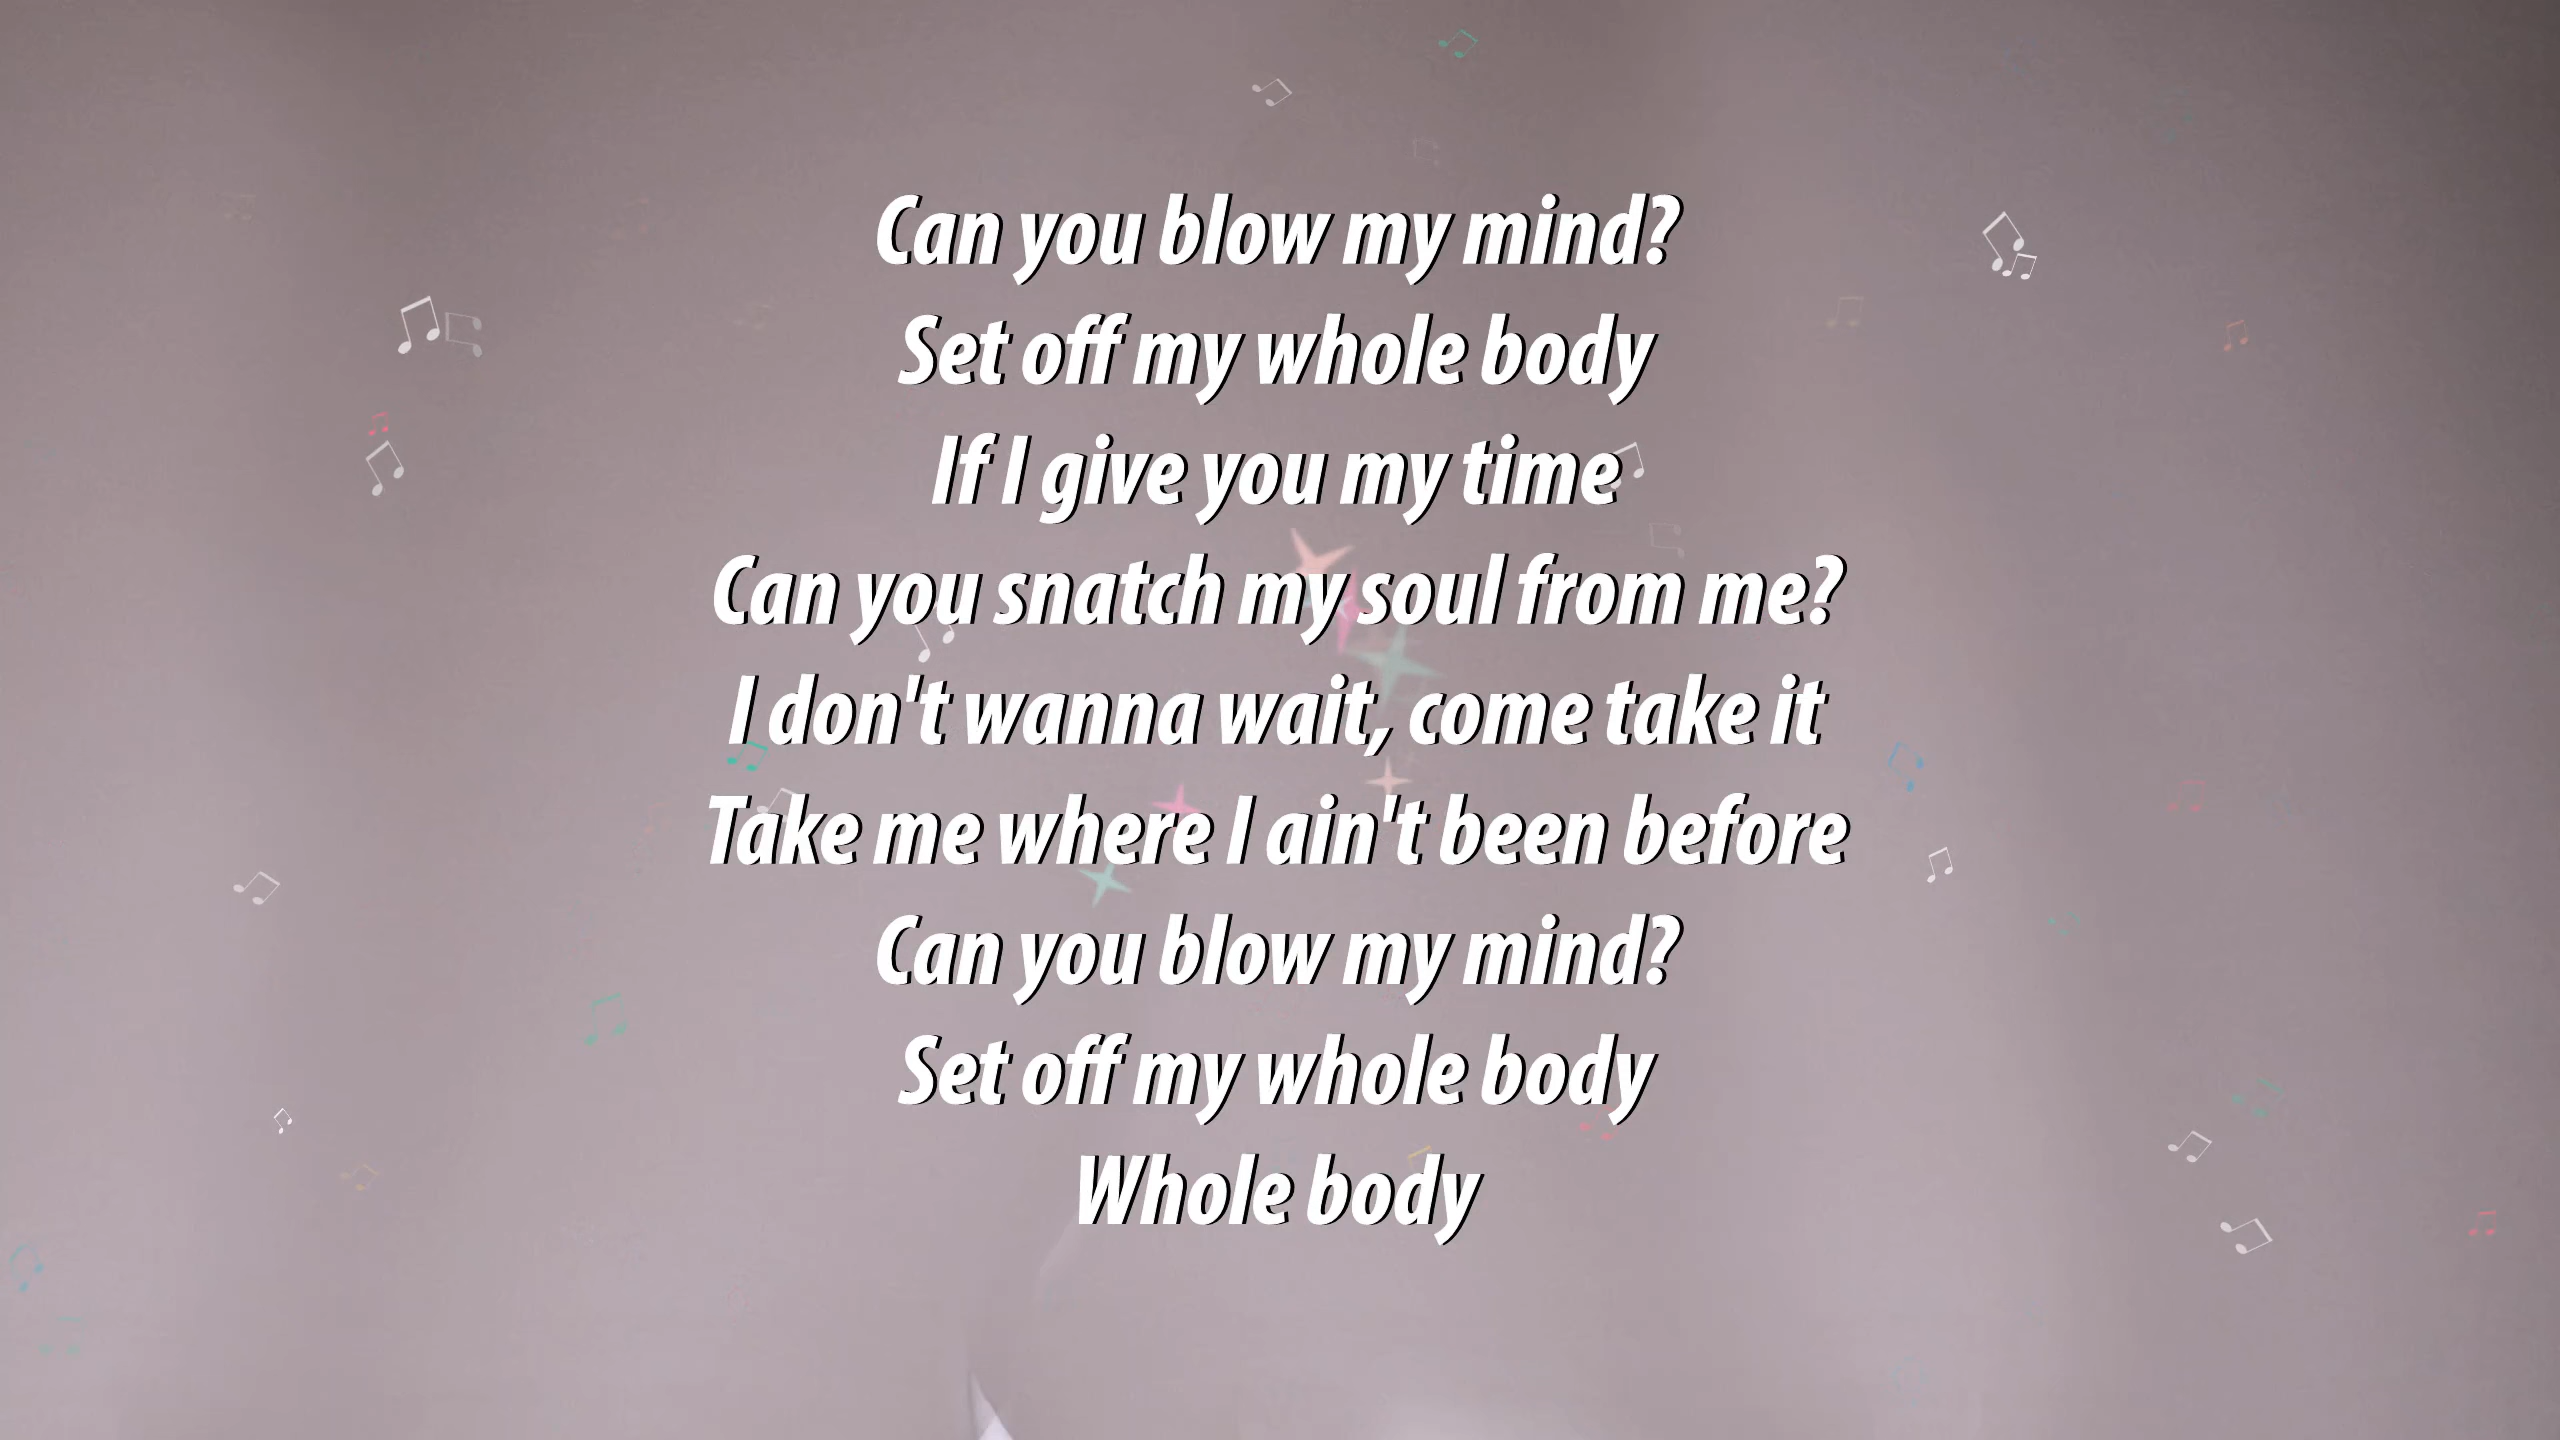 Can you blow my mind?
Set off my whole body
If I give you my time
Can you snatch my soul from me?
I don't wanna wait, come take it
Take me where I ain't been before
Can you blow my mind?
Set off my whole body
Whole body